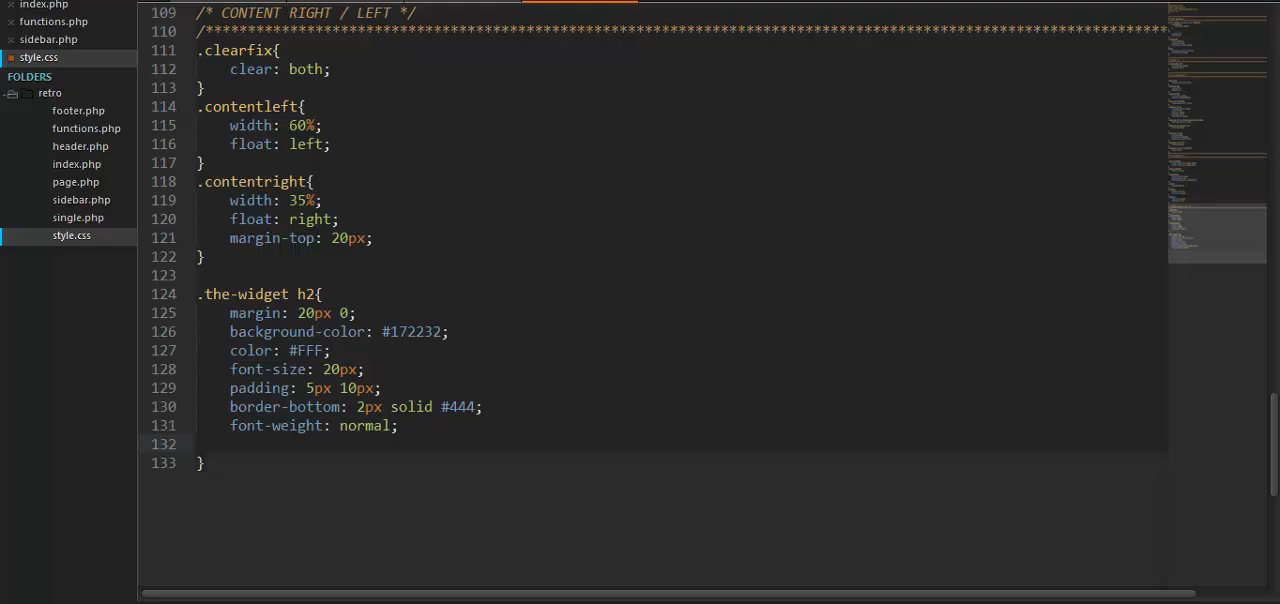 index.php
functions.php
sidebar.php
style.css
FOLDERS
retro
footer.php
functions.php
header.php
index.php
page.php
sidebar.php
single.php
style.css
109 /* CONTENT RIGHT / LEFT */
110
111 .clearfix{
112 clear: both;
113 }
114 .contentleft{
115 width: 60%;
116 float: left;
117 }
118 .contentright{
119 width: 35%;
120 float: right;
121 margin-top: 20px;
122 }
123
124 .the-widget h2{
125 margin: 20px 0;
126 background-color: #172232;
127 color: #FFF;
128 font-size: 20px;
129 padding: 5px 10px;
130 border-bottom: 2px solid #444;
131 font-weight: normal;
132
133 }